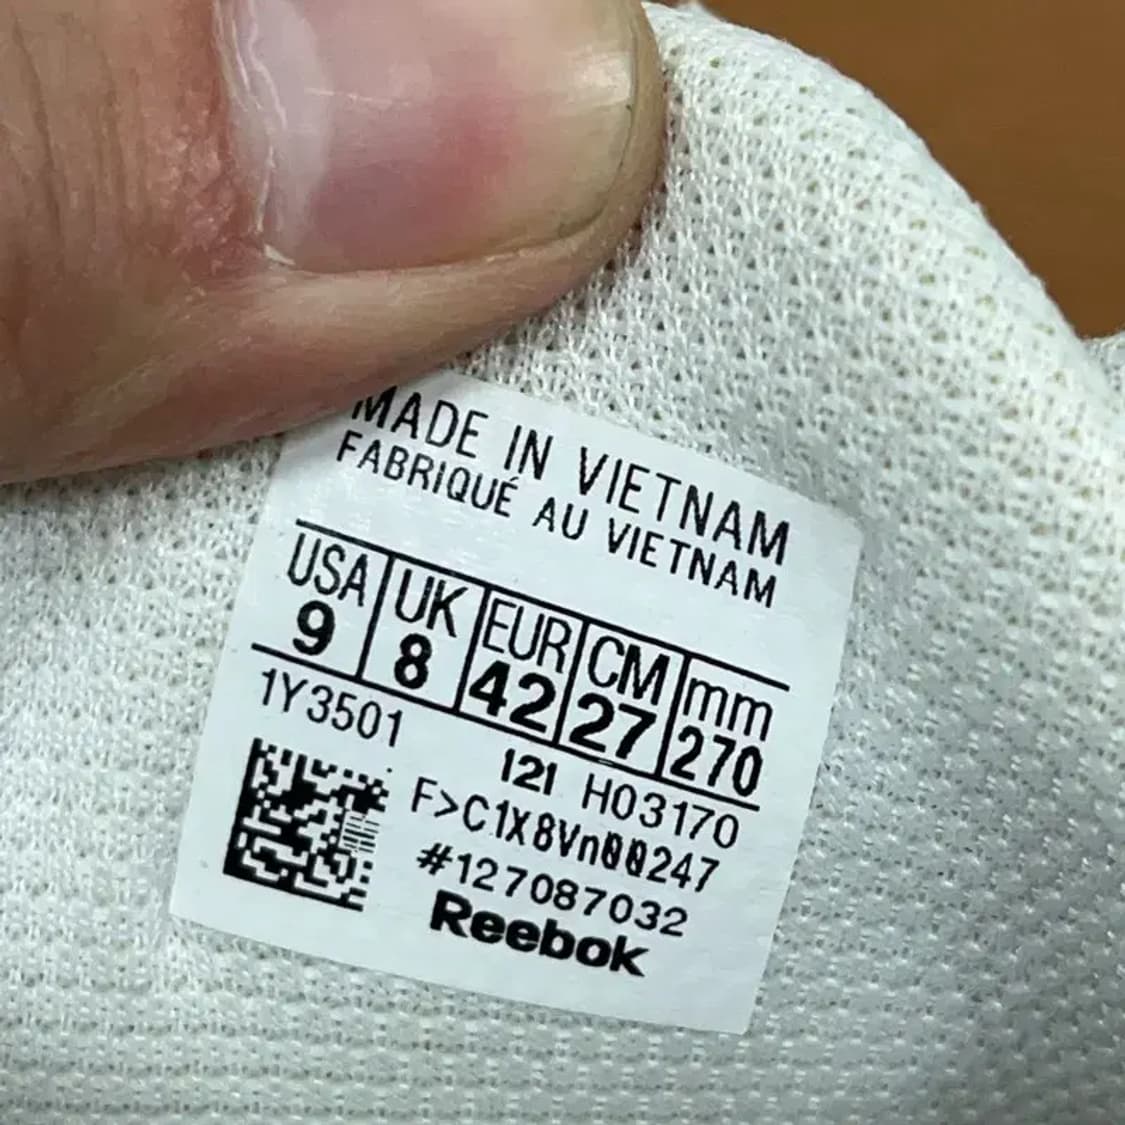 MADE IN VIETNAM
FABRIQUÉ AU VIETNAM
USA UK EUR CM mm
9 8 42 27 270
1Y3501 121 H03170
F>C1X8Vn00247
#127087032
Reebok